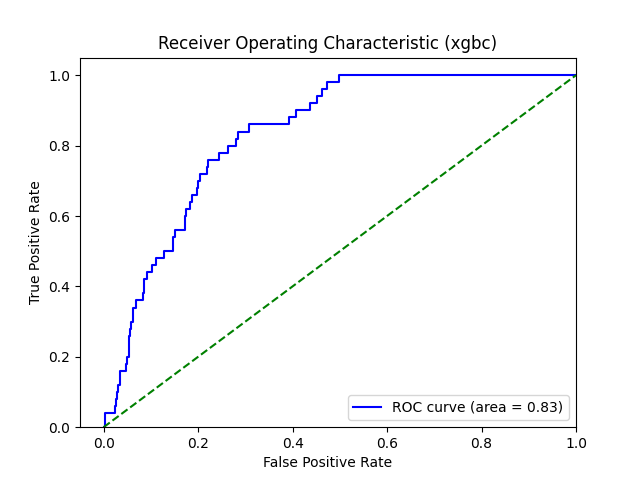 Receiver Operating Characteristic (xgbc)
True Positive Rate
1.0
0.8
0.6
0.4
0.2
0.0
ROC curve (area = 0.83)
0.0 0.2 0.4 0.6 0.8 1.0
False Positive Rate